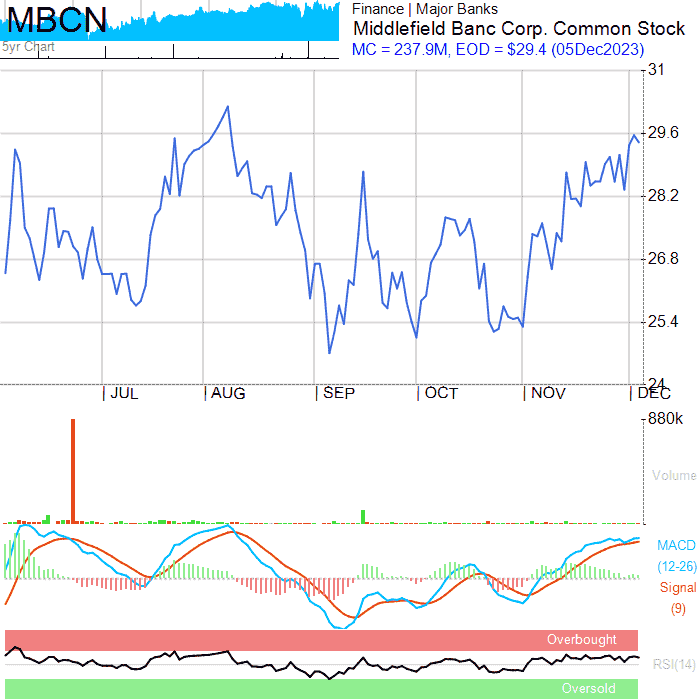 MBCN
5yr Chart
Finance | Major Banks
Middlefield Banc Corp. Common Stock
MC = 237.9M, EOD = $29.4 (05Dec2023)
31
29.6
28.2
26.8
25.4
24
JUL
AUG
SEP
OCT
NOV
DEC
880k
Volume
MACD
(12-26)
Signal
(9)
Overbought
RSI(14)
Oversold